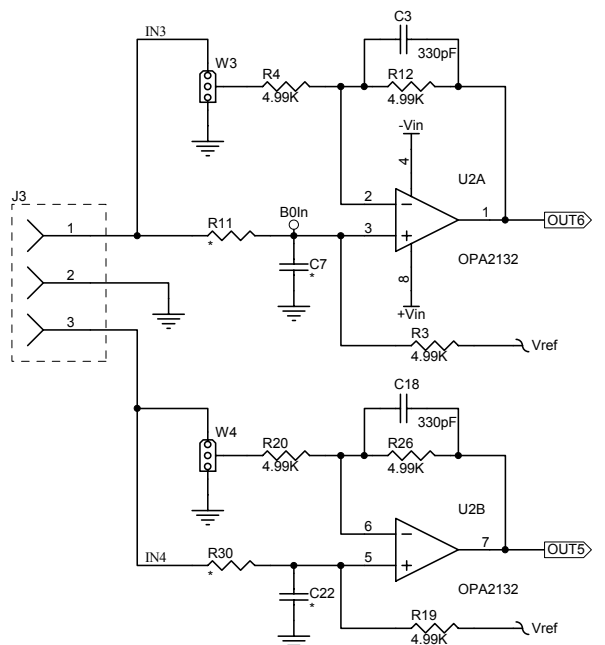 IN3
C3
330pF
W3
R4
4.99K
R12
4.99K
-Vin
4
U2A
J3
1
R11
*
B0In
2
3
1
OUT6
C7
*
OPA2132
2
8
+Vin
3
R3
4.99K
Vref
C18
330pF
W4
R20
4.99K
R26
4.99K
U2B
6
7
OUT5
IN4
R30
*
5
C22
*
OPA2132
R19
4.99K
Vref